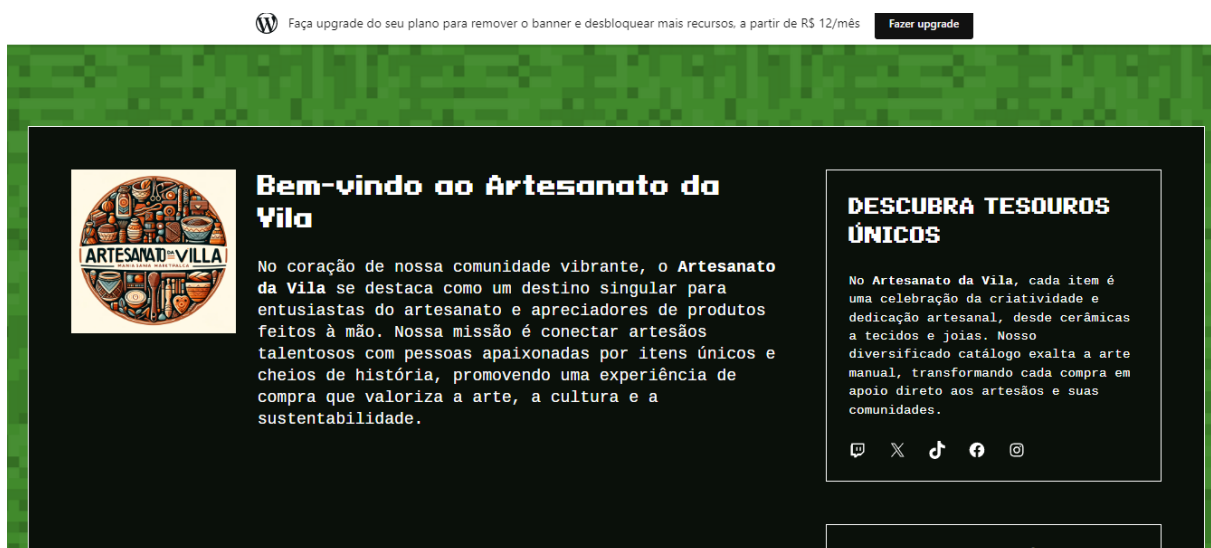 Faça upgrade do seu plano para remover o banner e desbloquear mais recursos, a partir de R$ 12/mês
Fazer upgrade
ARTESANATO DA VILLA
Bem-vindo ao Artesanato da
Vila
No coração de nossa comunidade vibrante, o Artesanato
da Vila se destaca como um destino singular para
entusiastas do artesanato e apreciadores de produtos
feitos à mão. Nossa missão é conectar artesãos
talentosos com pessoas apaixonadas por itens únicos e
cheios de história, promovendo uma experiência de
compra que valoriza a arte, a cultura e a
sustentabilidade.
DESCUBRA TESOUROS
ÚNICOS
No Artesanato da Vila, cada item é
uma celebração da criatividade e
dedicação artesanal, desde cerâmicas
a tecidos e joias. Nosso
diversificado catálogo exalta a arte
manual, transformando cada compra em
apoio direto aos artesãos e suas
comunidades.